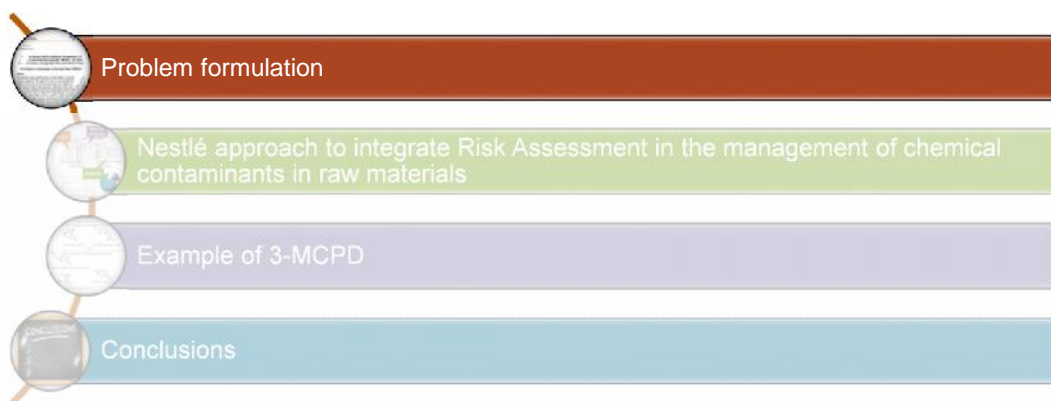 Problem formulation
Nestlé approach to integrate Risk Assessment in the management of chemical
contaminants in raw materials
Example of 3-MCPD
Conclusions